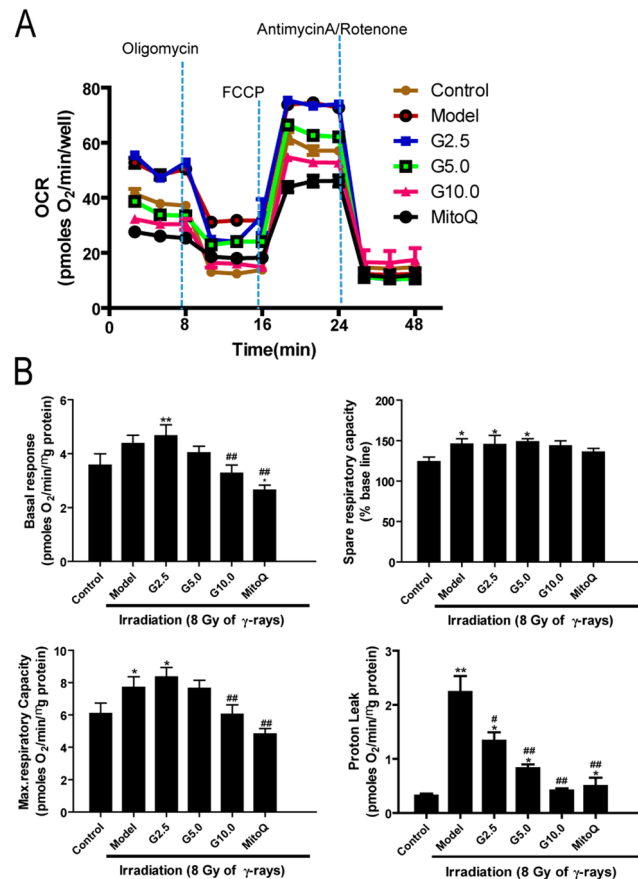 A
AntimycinA/Rotenone
Oligomycin
FCCP
Control
Model
G2.5
G5.0
G10.0
MitoQ
OCR
(pmoles O2/min/well)
80
60
40
20
0
0
8
16
24
48
Time(min)
B
Basal response
(pmoles O2/min/mg protein)
6
4
2
0
**
##
##
*
Control
Model
G2.5
G5.0
G10.0
MitoQ
Irradiation (8 Gy of γ-rays)
Spare respiratory capacity
(% base line)
200
150
100
50
0
*
*
*
Control
Model
G2.5
G5.0
G10.0
MitoQ
Irradiation (8 Gy of γ-rays)
Max.respiratory Capacity
(pmoles O2/min/mg protein)
10
8
6
4
2
0
*
*
##
##
Control
Model
G2.5
G5.0
G10.0
MitoQ
Irradiation (8 Gy of γ-rays)
Proton Leak
(pmoles O2/min/mg protein)
3
2
1
0
**
#
*
##
*
##
##
*
Control
Model
G2.5
G5.0
G10.0
MitoQ
Irradiation (8 Gy of γ-rays)